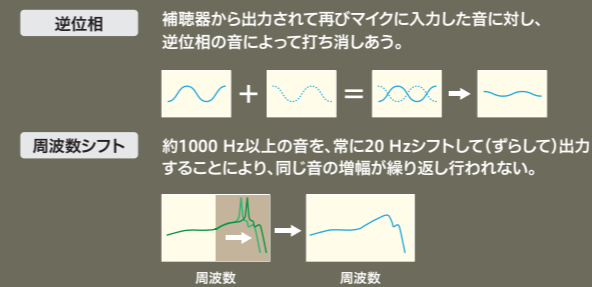 逆位相
補聴器から出力されて再びマイクに入力した音に対し、
逆位相の音によって打ち消しあう。
+
=
周波数シフト
約1000 Hz以上の音を、常に20 Hzシフトして(ずらして)出力
することにより、同じ音の増幅が繰り返し行われない。
周波数
周波数